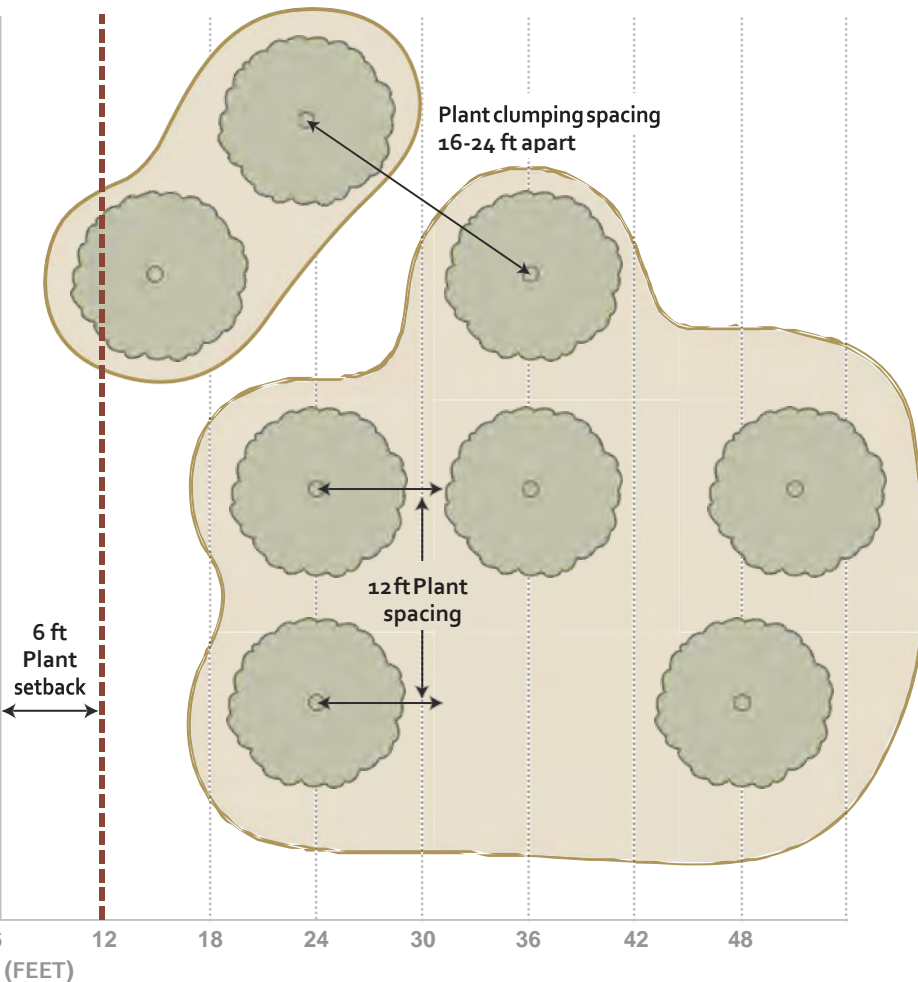 Plant clumping spacing
16-24 ft apart
12 ft Plant
spacing
6 ft
Plant
setback
12 18 24 30 36 42 48
(FEET)